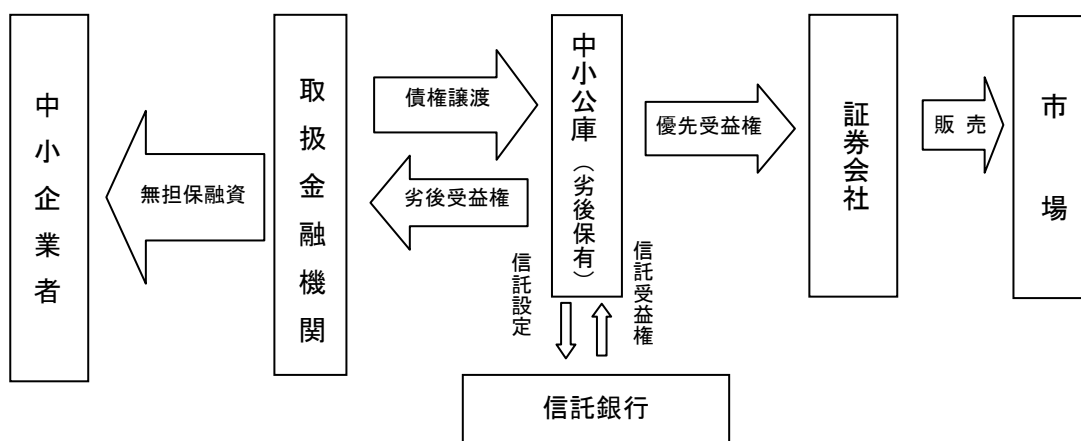 中小企業者
無担保融資
取扱金融機関
債権譲渡
劣後受益権
中小公庫（劣後保有）
信託設定
信託受益権
信託銀行
優先受益権
証券会社
販 売
市場